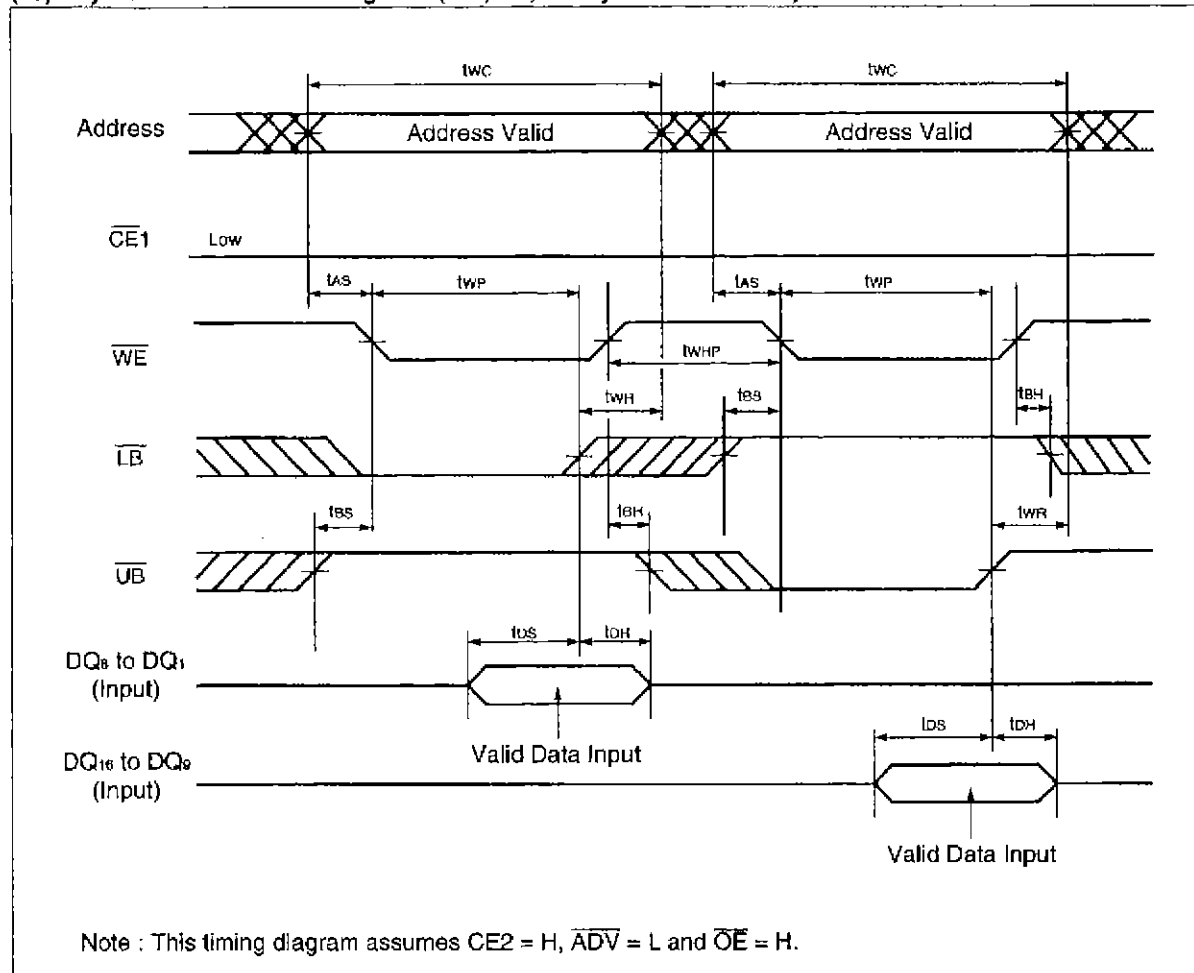 twc twc
Address Address Valid Address Valid
CE1 Low
tAS tWP tAS tWP
WE
tWHP
tWH tBS tBH
LB
tBS tBH tWR
UB
tDS tDH
DQ8 to DQ1
(Input)
Valid Data Input
tDS tDH
DQ16 to DQ9
(Input)
Valid Data Input
Note : This timing diagram assumes CE2 = H, ADV = L and OE = H.